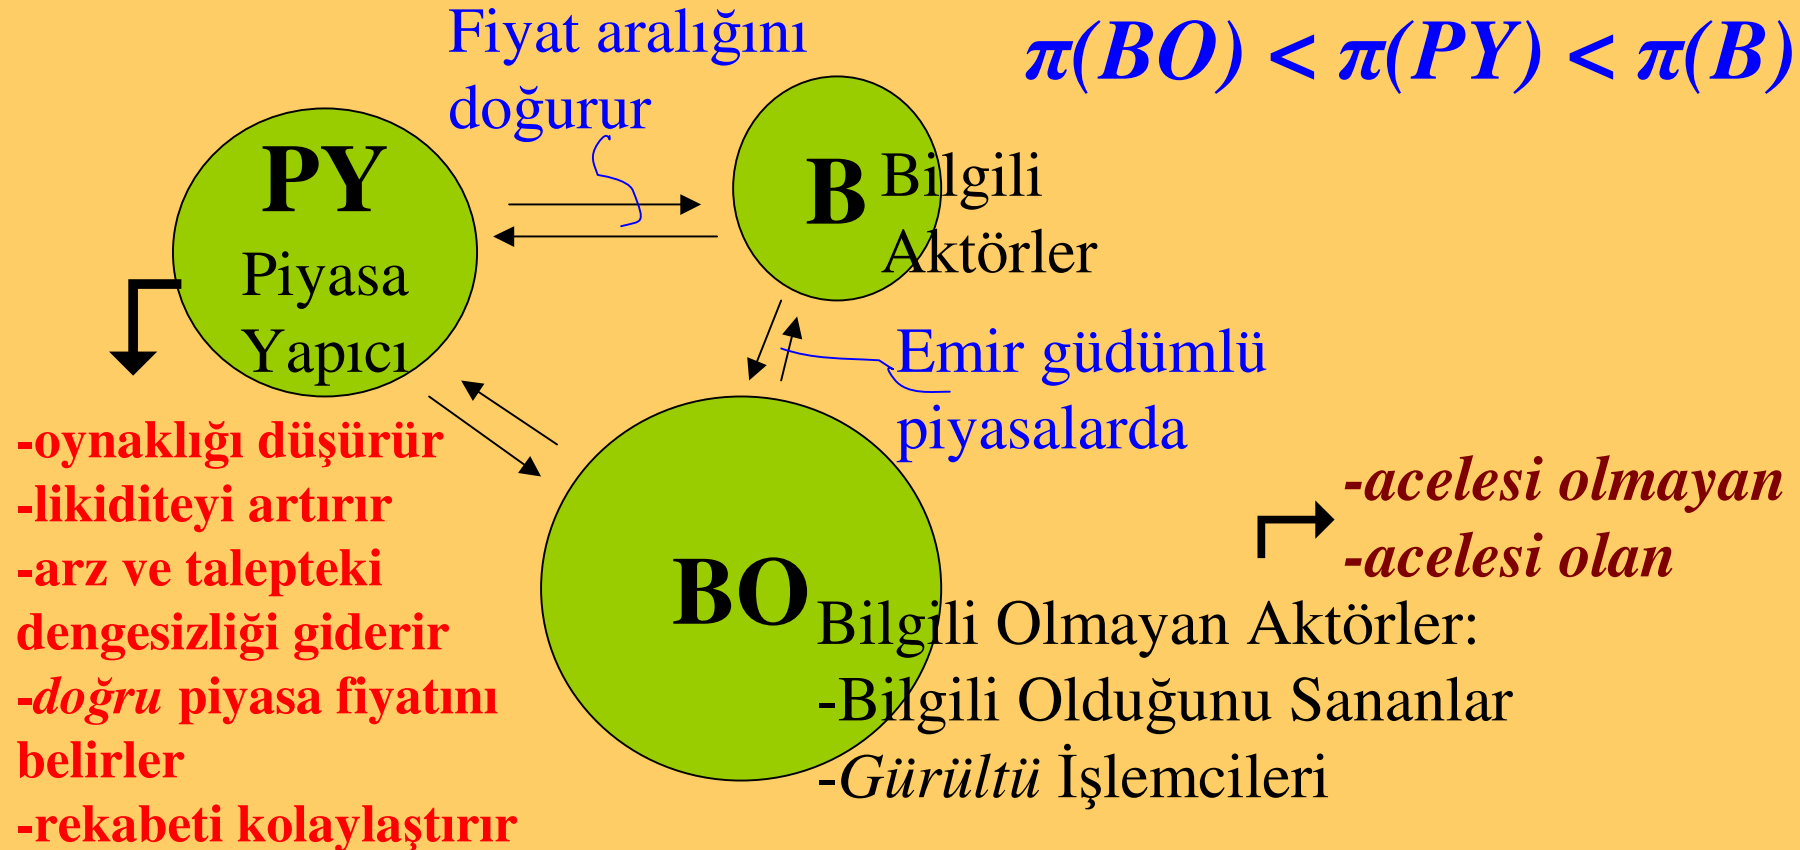 Fiyat aralığını
doğurur
π(BO) < π(PY) < π(B)
PY
Piyasa
Yapıcı
B
Bilgili
Aktörler
Emir güdümlü
piyasalarda
-oynaklığı düşürür
-likiditeyi artırır
-arz ve talepteki
dengesizliği giderir
-doğru piyasa fiyatını
belirler
-rekabeti kolaylaştırır
-acelesi olmayan
-acelesi olan
BO
Bilgili Olmayan Aktörler:
-Bilgili Olduğunu Sananlar
-Gürültü İşlemcileri